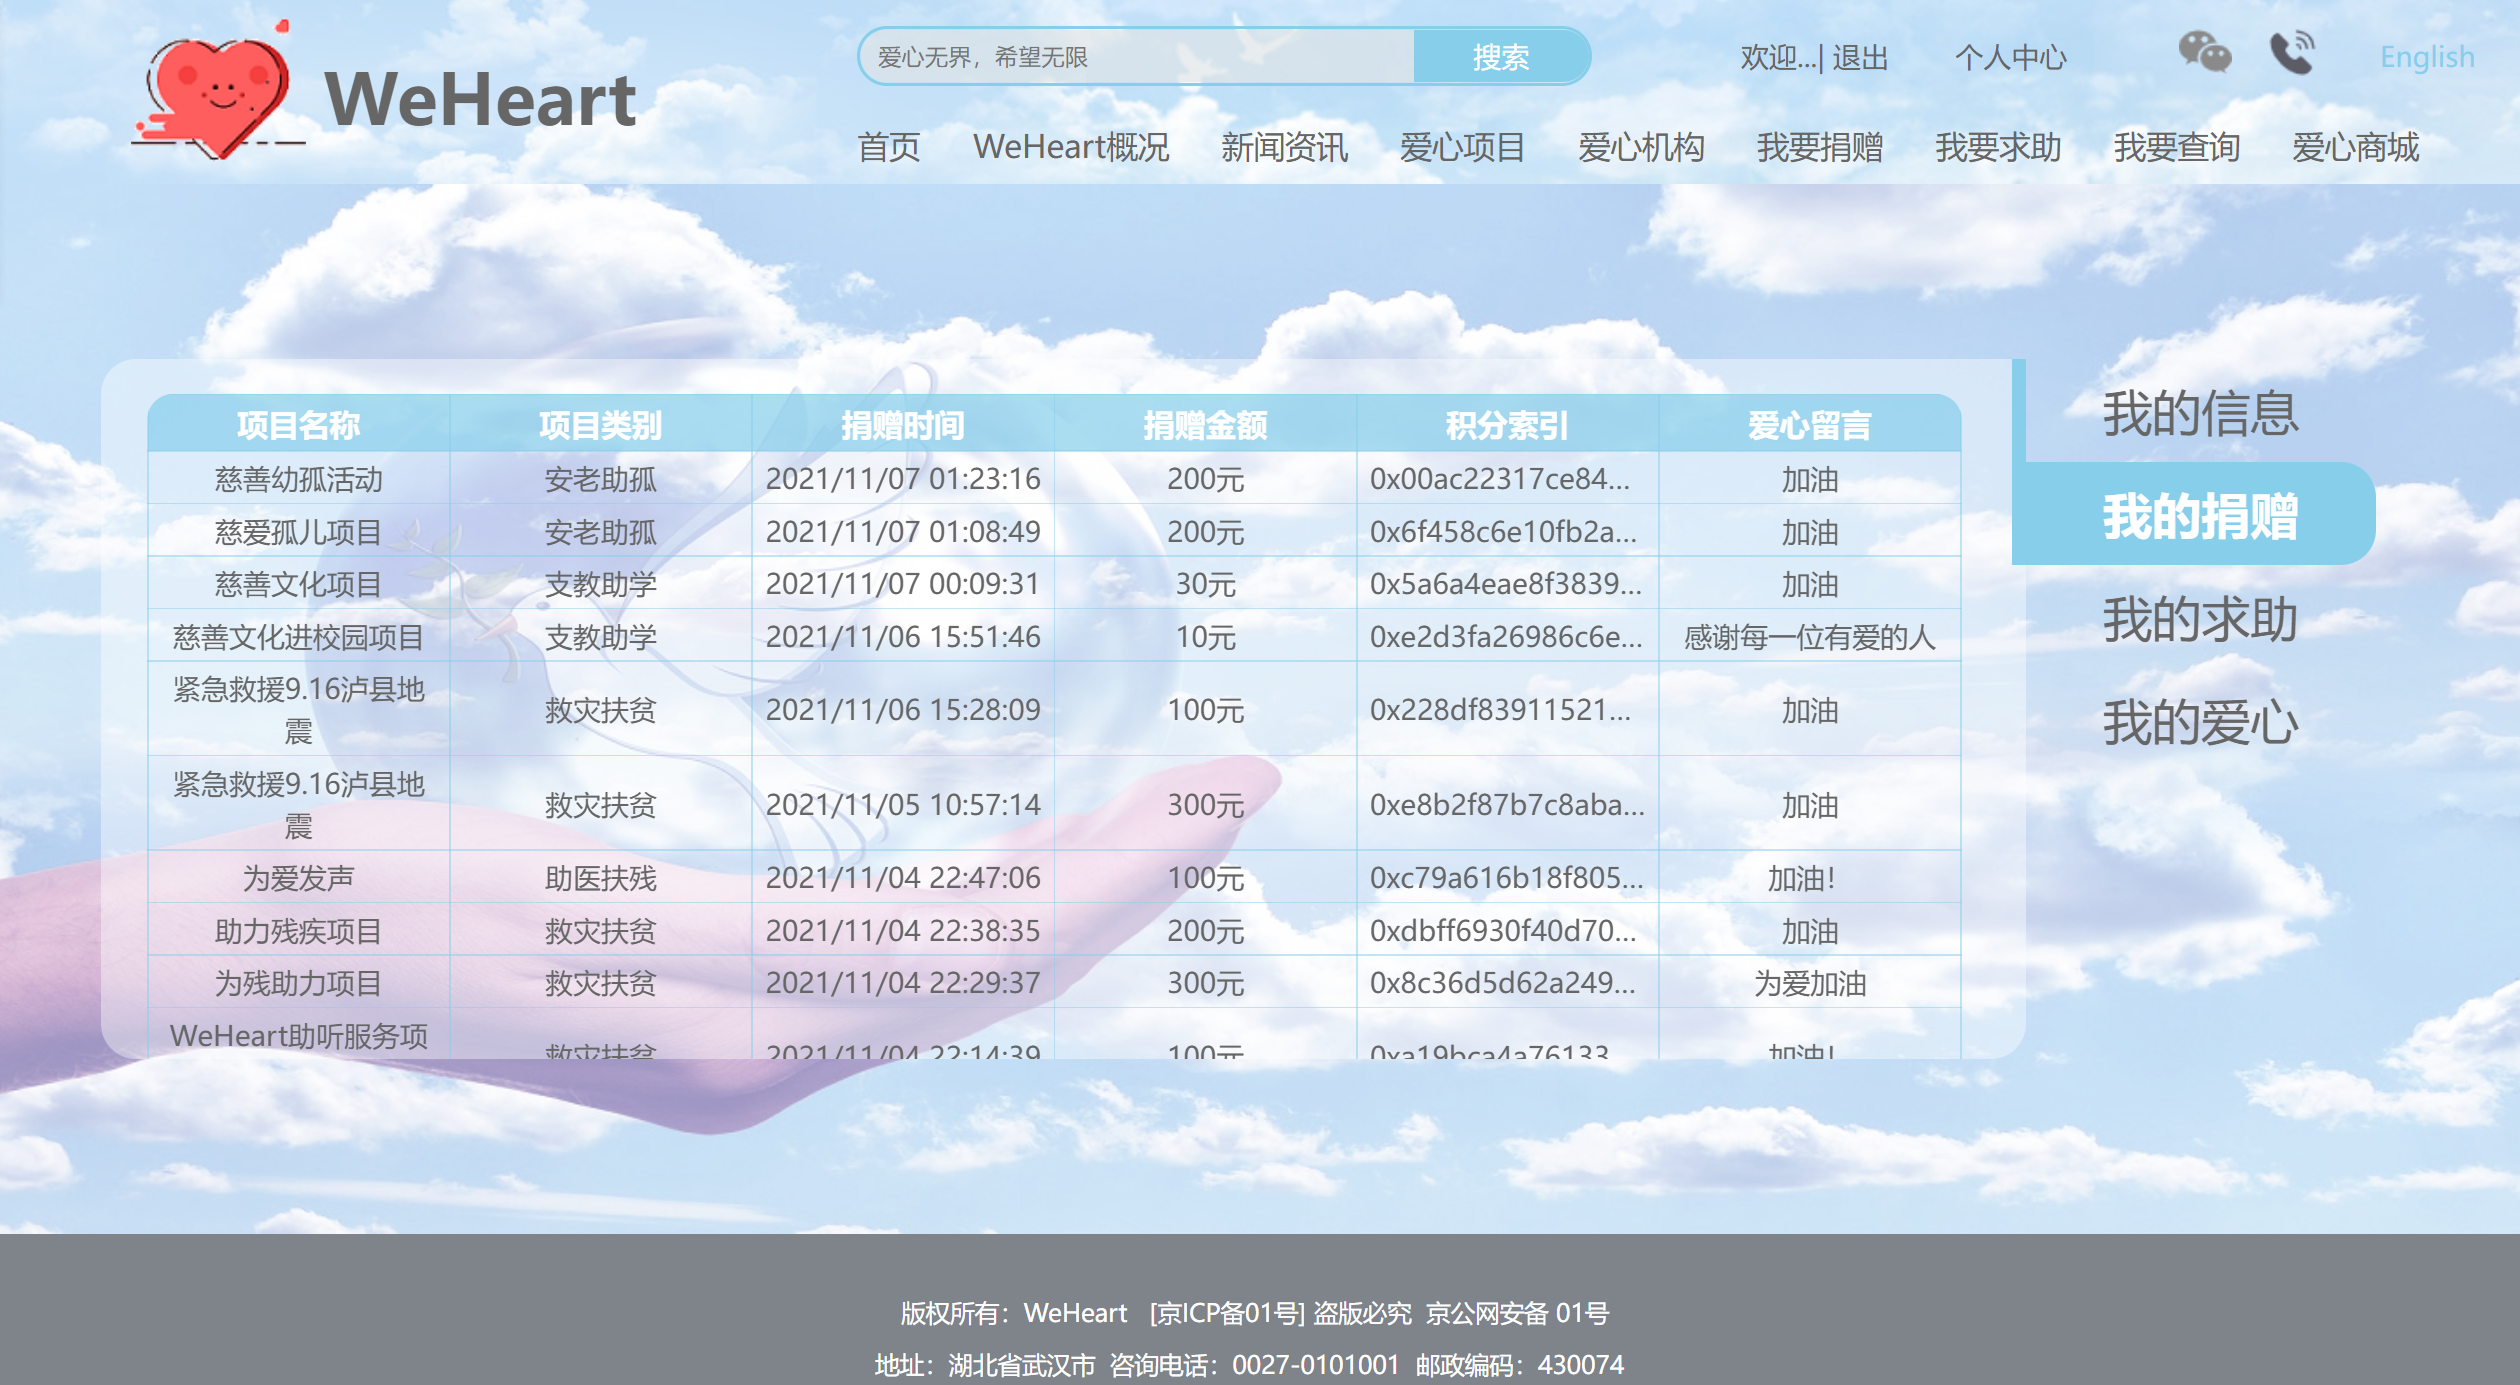 WeHeart
爱心无界，希望无限
搜索
欢迎...| 退出
个人中心
English
首页 WeHeart概况 新闻资讯 爱心项目 爱心机构 我要捐赠 我要求助 我要查询 爱心商城
项目名称 项目类别 捐赠时间 捐赠金额 积分索引 爱心留言
慈善幼孤活动 安老助孤 2021/11/07 01:23:16 200元 0x00ac22317ce84... 加油
慈爱孤儿项目 安老助孤 2021/11/07 01:08:49 200元 0x6f458c6e10fb2a... 加油
慈善文化项目 支教助学 2021/11/07 00:09:31 30元 0x5a6a4eae8f3839... 加油
慈善文化进校园项目 支教助学 2021/11/06 15:51:46 10元 0xe2d3fa26986c6e... 感谢每一位有爱的人
紧急救援9.16泸县地
震 救灾扶贫 2021/11/06 15:28:09 100元 0x228df83911521... 加油
紧急救援9.16泸县地
震 救灾扶贫 2021/11/05 10:57:14 300元 0xe8b2f87b7c8aba... 加油
为爱发声 助医扶残 2021/11/04 22:47:06 100元 0xc79a616b18f805... 加油！
助力残疾项目 救灾扶贫 2021/11/04 22:38:35 200元 0xdbff6930f40d70... 加油
为残助力项目 救灾扶贫 2021/11/04 22:29:37 300元 0x8c36d5d62a249... 为爱加油
WeHeart助听服务项
救灾扶贫 2021/11/04 22:14:39 100元 0xa19bca4a76133... 加油！
我的信息
我的捐赠
我的求助
我的爱心
版权所有：WeHeart [京ICP备01号] 盗版必究 京公网安备 01号
地址：湖北省武汉市 咨询电话：0027-0101001 邮政编码：430074